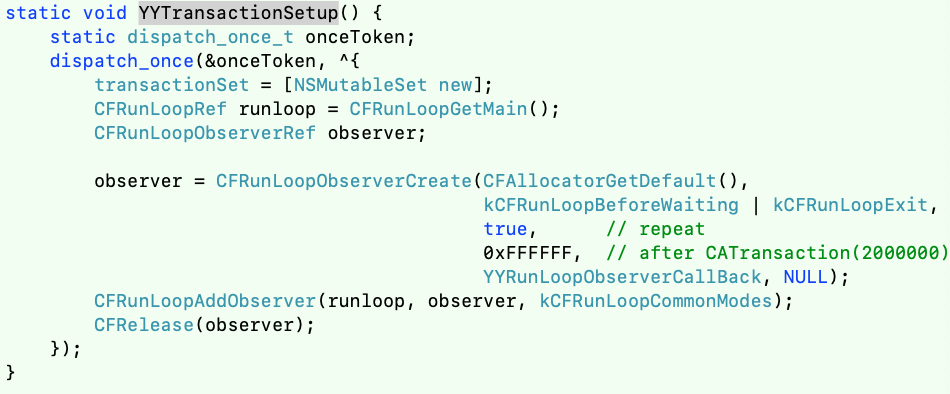 static void YYTransactionSetup() {
    static dispatch_once_t onceToken;
    dispatch_once(&onceToken, ^{
        transactionSet = [NSMutableSet new];
        CFRunLoopRef runloop = CFRunLoopGetMain();
        CFRunLoopObserverRef observer;

        observer = CFRunLoopObserverCreate(CFAllocatorGetDefault(),
                                           kCFRunLoopBeforeWaiting | kCFRunLoopExit,
                                           true,      // repeat
                                           0xFFFFFF,  // after CATransaction(2000000)
                                           YYRunLoopObserverCallBack, NULL);
        CFRunLoopAddObserver(runloop, observer, kCFRunLoopCommonModes);
        CFRelease(observer);
    });
}